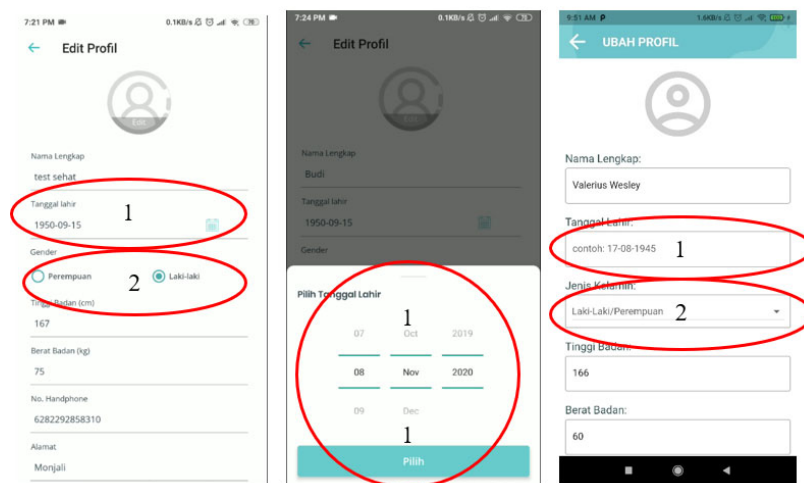 7:21 PM
0.1KB/s
Edit Profil
Edit
Nama Lengkap
test sehat
Tanggal lahir
1950-09-15
1
Gender
Perempuan
2
Laki-laki
Tinggi Badan (cm)
167
Berat Badan (kg)
75
No. Handphone
6282292858310
Alamat
Monjali
7:24 PM
0.1KB/s
Edit Profil
Edit
Nama Lengkap
Budi
Tanggal lahir
1950-09-15
Gender
Pilih Tanggal Lahir
1
07 Oct 2019
08 Nov 2020
09 Dec
1
Pilih
9:51 AM
1.6KB/s
UBAH PROFIL
Nama Lengkap:
Valerius Wesley
Tanggal Lahir:
contoh: 17-08-1945
1
Jenis Kelamin:
Laki-Laki/Perempuan
2
Tinggi Badan:
166
Berat Badan:
60